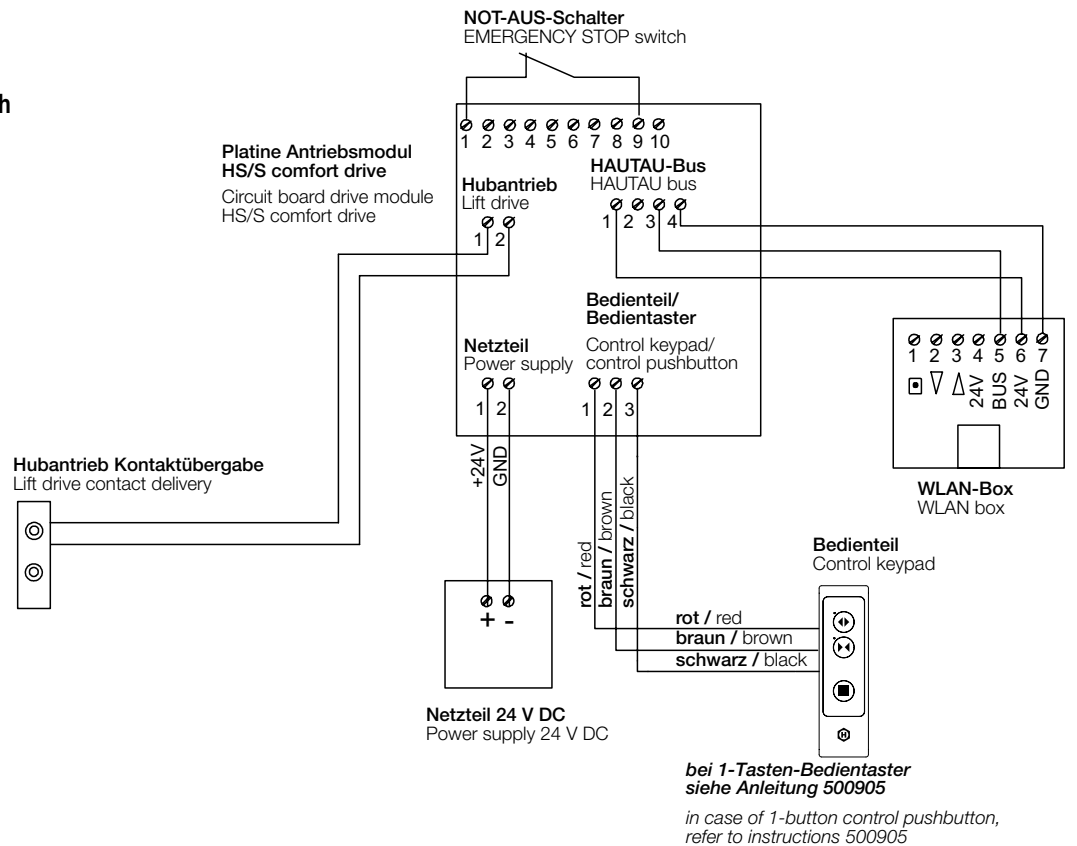 NOT-AUS-Schalter
EMERGENCY STOP switch
h
1 2 3 4 5 6 7 8 9 10
Platine Antriebsmodul
HS/S comfort drive
Circuit board drive module
HS/S comfort drive
Hubantrieb
Lift drive
1 2
HAUTAU-Bus
HAUTAU bus
1 2 3 4
Bedienteil/
Bedientaster
Control keypad/
control pushbutton
1 2 3
Netzteil
Power supply
1 2
+24V
GND
1 2 3 4 5 6 7
24V
BUS
24V
GND
WLAN-Box
WLAN box
Hubantrieb Kontaktübergabe
Lift drive contact delivery
rot / red
braun / brown
schwarz / black
Bedienteil
Control keypad
rot / red
braun / brown
schwarz / black
H
+ -
Netzteil 24 V DC
Power supply 24 V DC
bei 1-Tasten-Bedientaster
siehe Anleitung 500905
in case of 1-button control pushbutton,
refer to instructions 500905